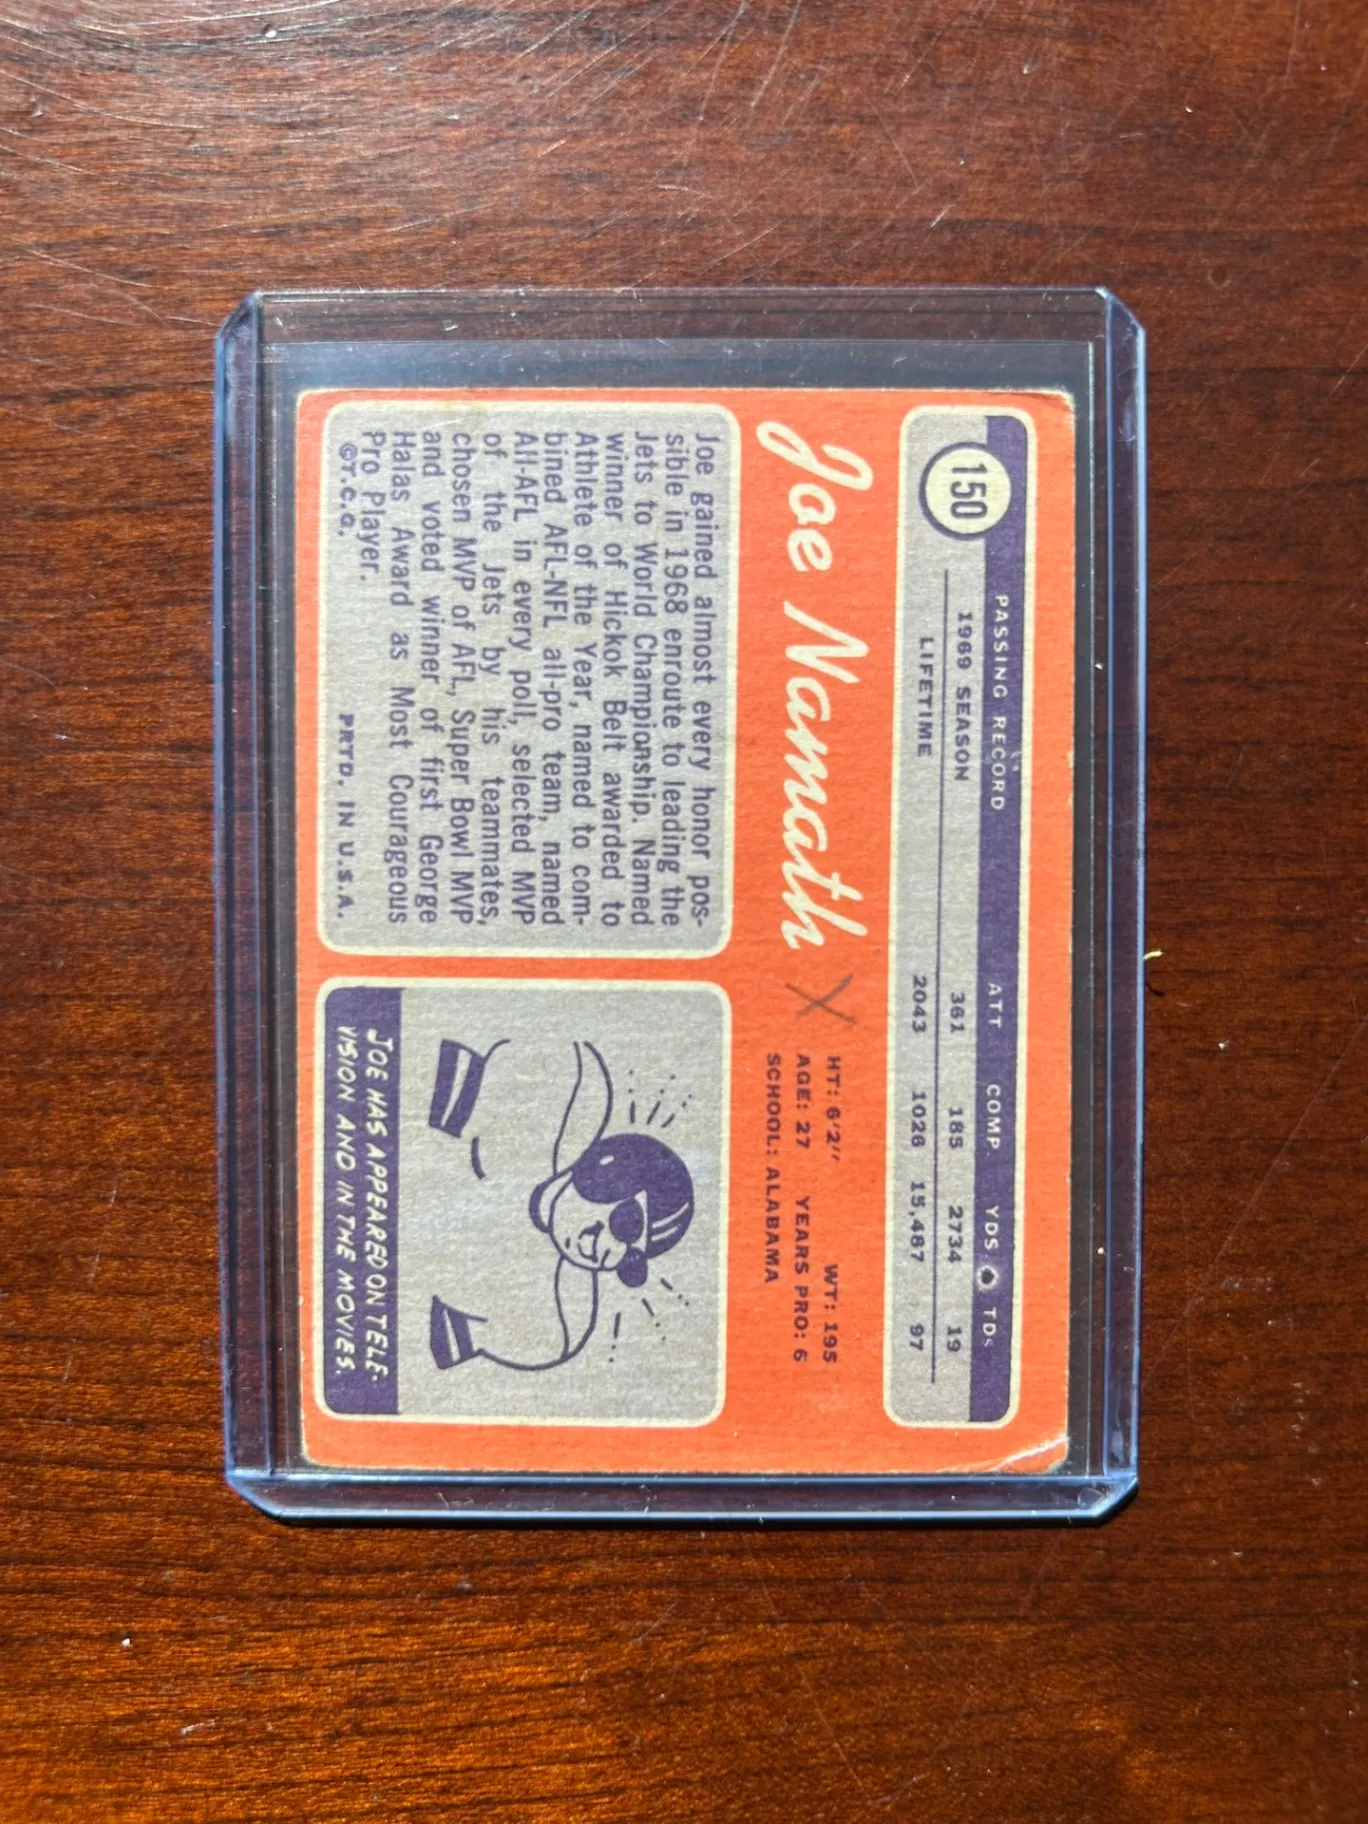 150
PASSING RECORD ATT COMP. YDS. TDs
1969 SEASON 361 185 2734 19
LIFETIME 2043 1026 15,487 97
Joe Namath X
HT: 6'2" WT: 195
AGE: 27 YEARS PRO: 6
SCHOOL: ALABAMA
Joe gained almost every honor pos-
sible in 1968 enroute to leading the
Jets to World Championship. Named
winner of Hickok Belt awarded to
Athlete of the Year, named to com-
bined AFL-NFL all-pro team, named
All-AFL in every poll, selected MVP
of the Jets by his teammates,
chosen MVP of AFL, Super Bowl MVP
and voted winner of first George
Halas Award as Most Courageous
Pro Player.
©T.C.G. PRTD. IN U.S.A.
JOE HAS APPEARED ON TELE-
VISION AND IN THE MOVIES.